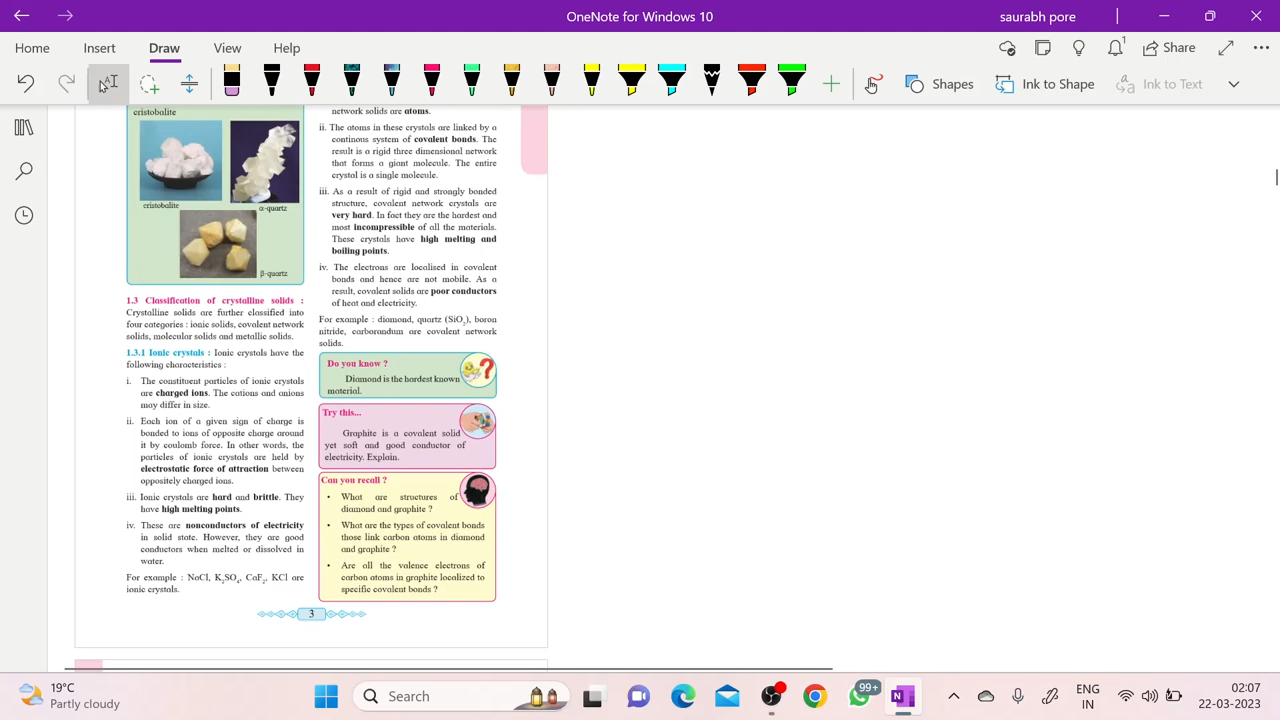 OneNote for Windows 10
saurabh pore
Home
Insert
Draw
View
Help
1
Share
Shapes
Ink to Shape
Ink to Text
cristobalite
cristobalite
α-quartz
β-quartz
1.3 Classification of crystalline solids :
Crystalline solids are further classified into
four categories : ionic solids, covalent network
solids, molecular solids and metallic solids.
1.3.1 Ionic crystals : Ionic crystals have the
following characteristics :
i. The constituent particles of ionic crystals
are charged ions. The cations and anions
may differ in size.
ii. Each ion of a given sign of charge is
bonded to ions of opposite charge around
it by coulomb force. In other words, the
particles of ionic crystals are held by
electrostatic force of attraction between
oppositely charged ions.
iii. Ionic crystals are hard and brittle. They
have high melting points.
iv. These are nonconductors of electricity
in solid state. However, they are good
conductors when melted or dissolved in
water.
For example : NaCl, K2SO4, CaF2, KCl are
ionic crystals.
network solids are atoms.
ii. The atoms in these crystals are linked by a
continous system of covalent bonds. The
result is a rigid three dimensional network
that forms a giant molecule. The entire
crystal is a single molecule.
iii. As a result of rigid and strongly bonded
structure, covalent network crystals are
very hard. In fact they are the hardest and
most incompressible of all the materials.
These crystals have high melting and
boiling points.
iv. The electrons are localised in covalent
bonds and hence are not mobile. As a
result, covalent solids are poor conductors
of heat and electricity.
For example : diamond, quartz (SiO2), boron
nitride, carborandum are covalent network
solids.
Do you know ?
Diamond is the hardest known
material.
Try this...
Graphite is a covalent solid
yet soft and good conductor of
electricity. Explain.
Can you recall ?
• What are structures of
diamond and graphite ?
• What are the types of covalent bonds
those link carbon atoms in diamond
and graphite ?
• Are all the valence electrons of
carbon atoms in graphite localized to
specific covalent bonds ?
3
19°C
Partly cloudy
Search
99+
ENG
IN
02:07
22-03-2023